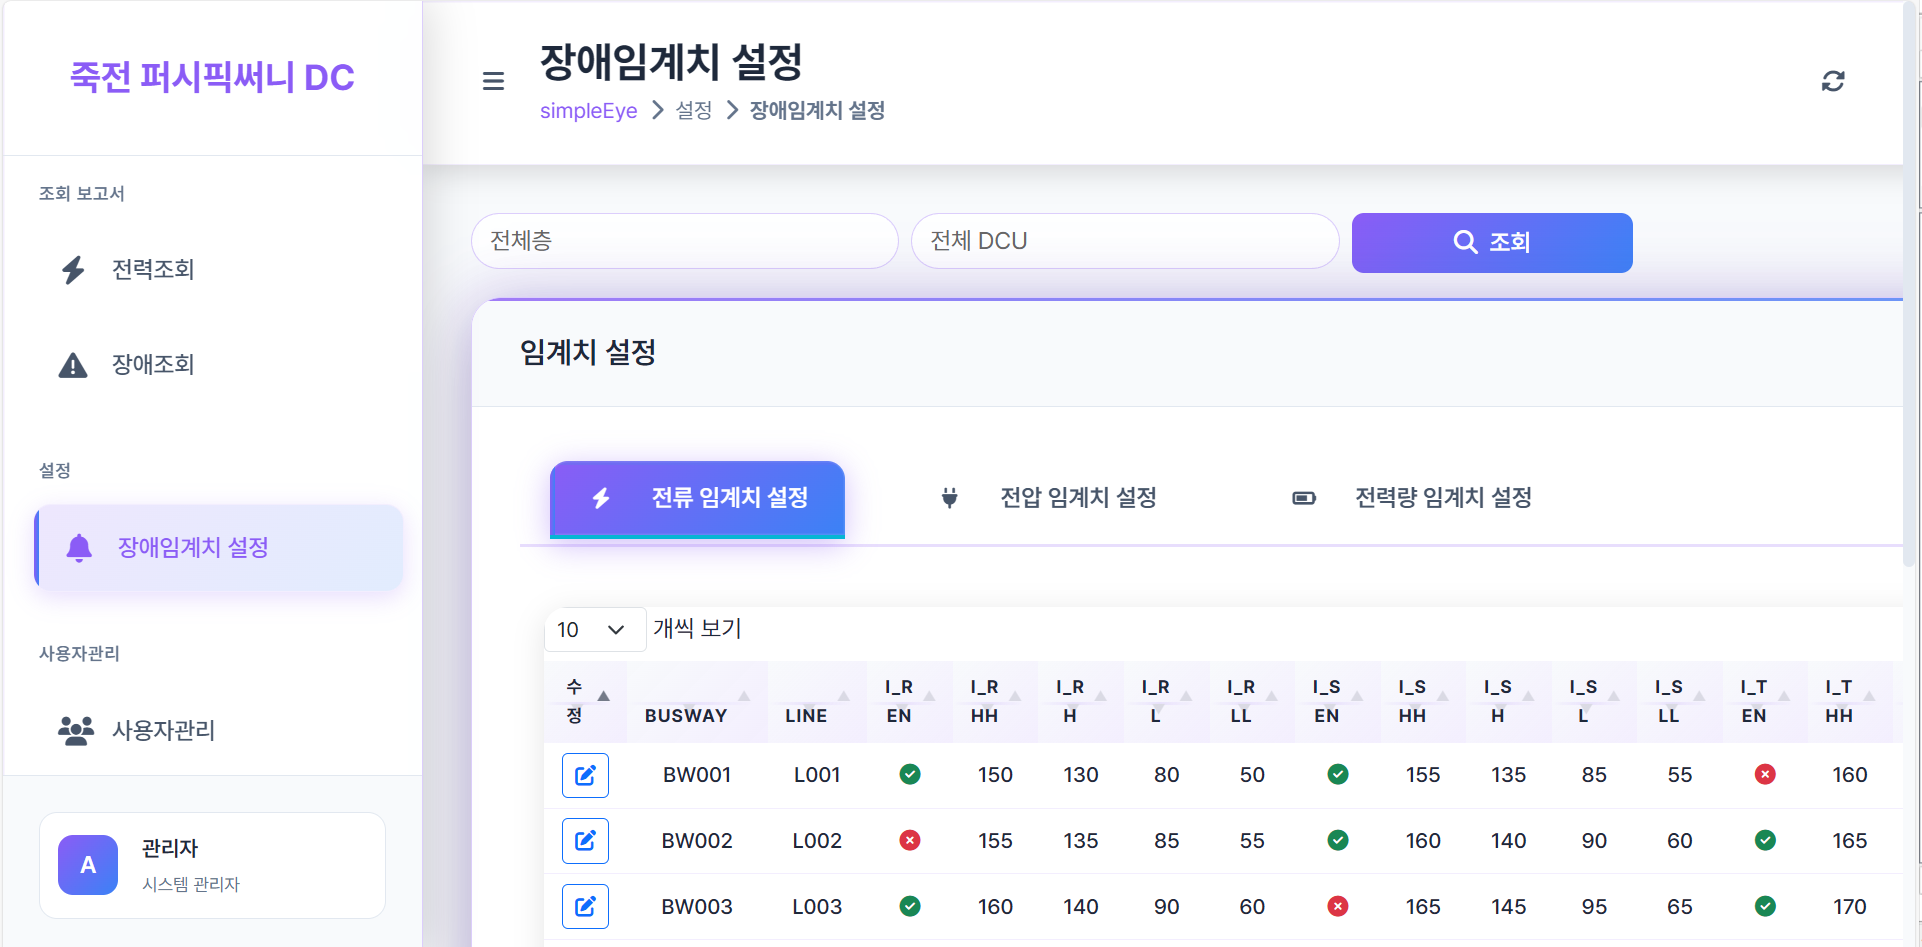 죽전 퍼시픽써니 DC
조회 보고서
전력조회
장애조회
설정
장애임계치 설정
사용자관리
사용자관리
A
관리자
시스템 관리자
장애임계치 설정
simpleEye > 설정 > 장애임계치 설정
전체층 전체 DCU 조회
임계치 설정
전류 임계치 설정 전압 임계치 설정 전력량 임계치 설정
10 개씩 보기
수정 BUSWAY LINE I_R EN I_R HH I_R H I_R L I_R LL I_S EN I_S HH I_S H I_S L I_S LL I_T EN I_T HH
BW001 L001 150 130 80 50 155 135 85 55 160
BW002 L002 155 135 85 55 160 140 90 60 165
BW003 L003 160 140 90 60 165 145 95 65 170